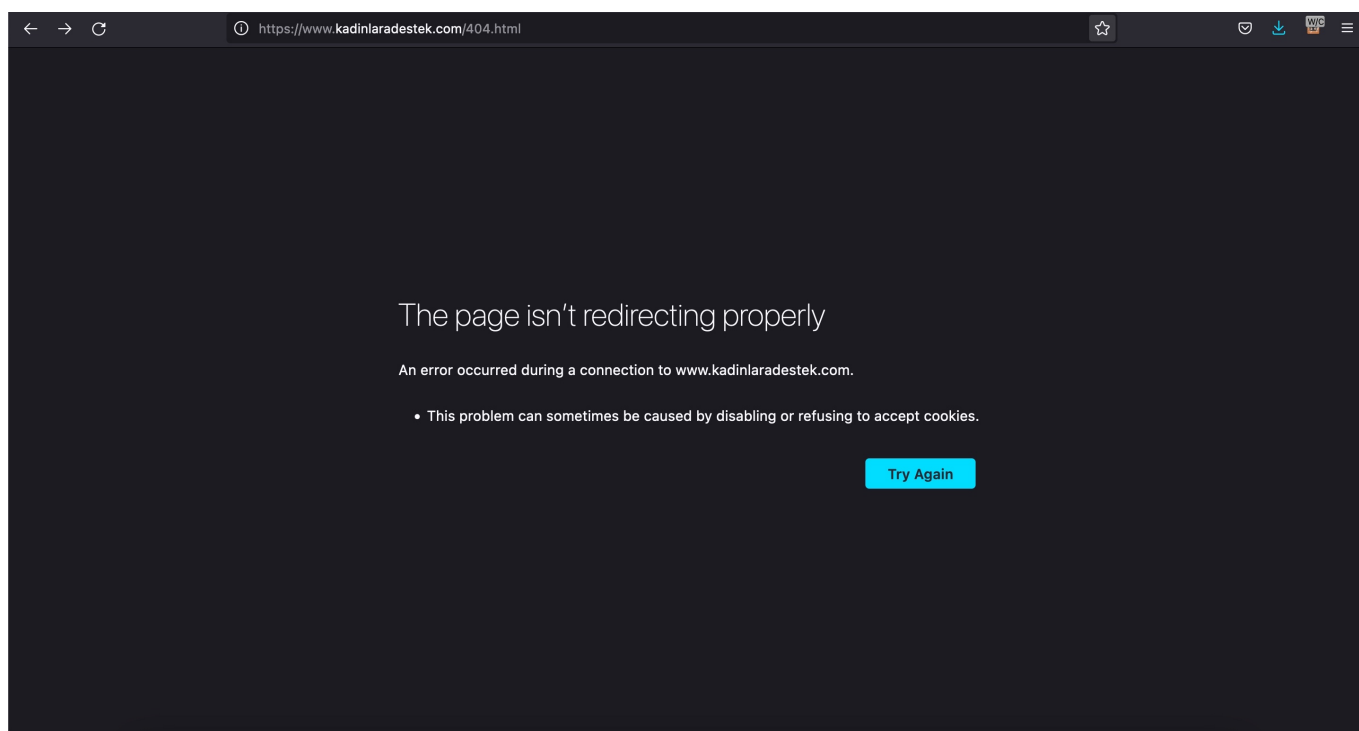 https://www.kadinlaradestek.com/404.html
W/C
The page isn't redirecting properly
An error occurred during a connection to www.kadinlaradestek.com.
• This problem can sometimes be caused by disabling or refusing to accept cookies.
Try Again